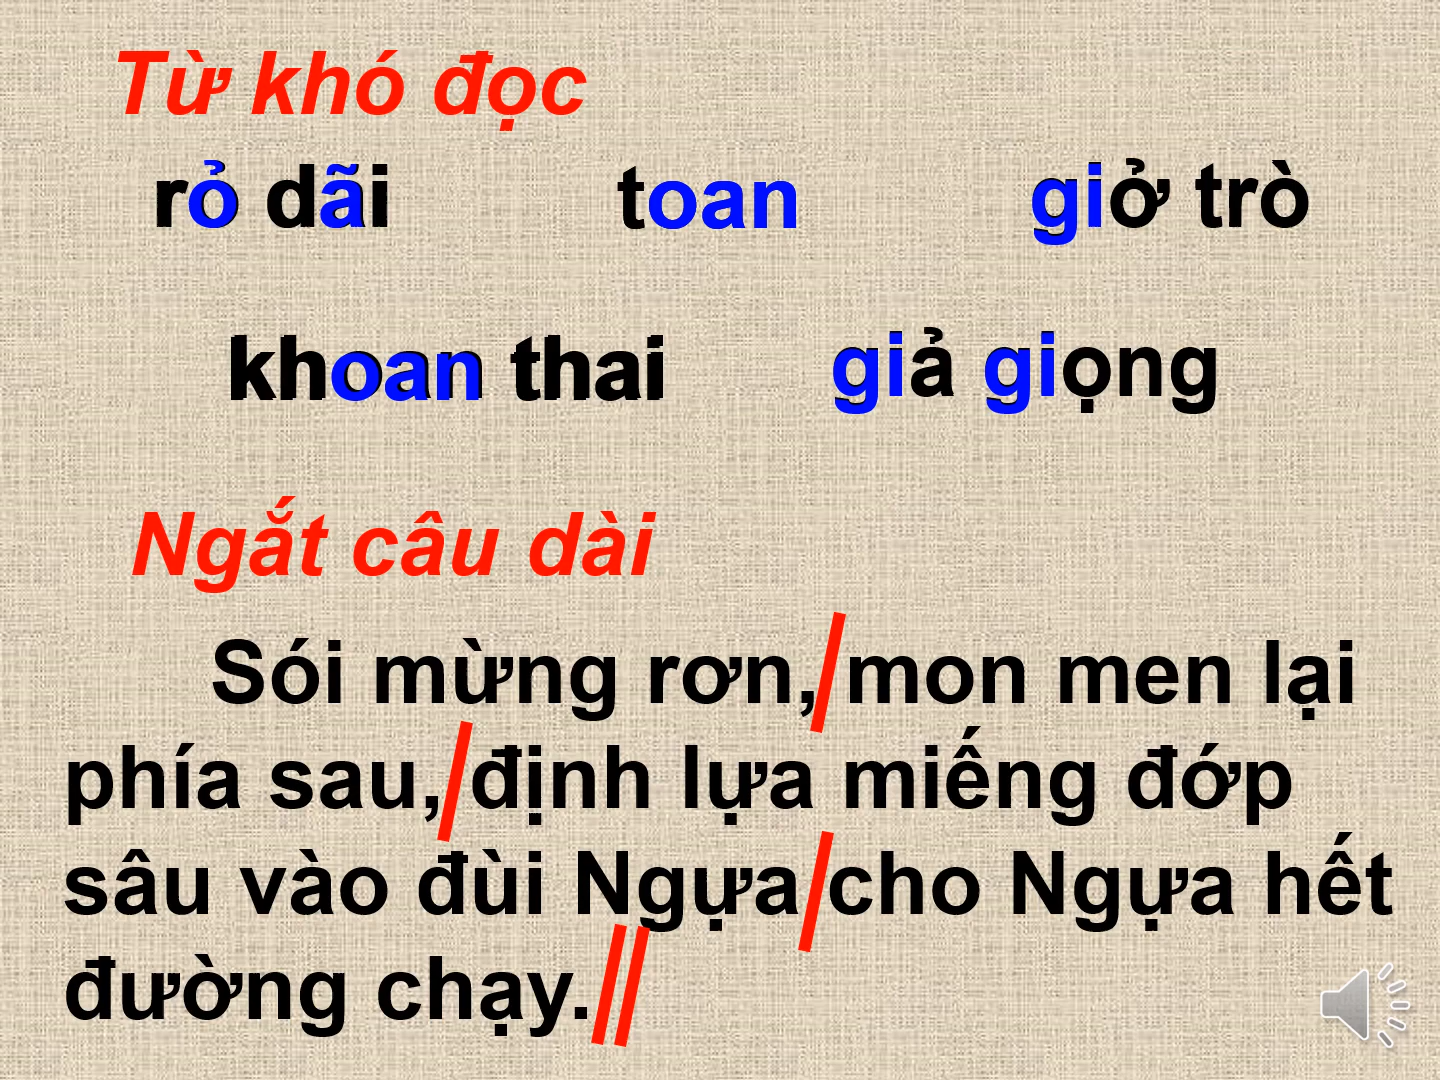 Từ khó đọc
rỏ dãi toan giở trò
khoan thai giả giọng
Ngắt câu dài
Sói mừng rơn,/ mon men lại
phía sau,/ định lựa miếng đớp
sâu vào đùi Ngựa/ cho Ngựa hết
đường chạy.//